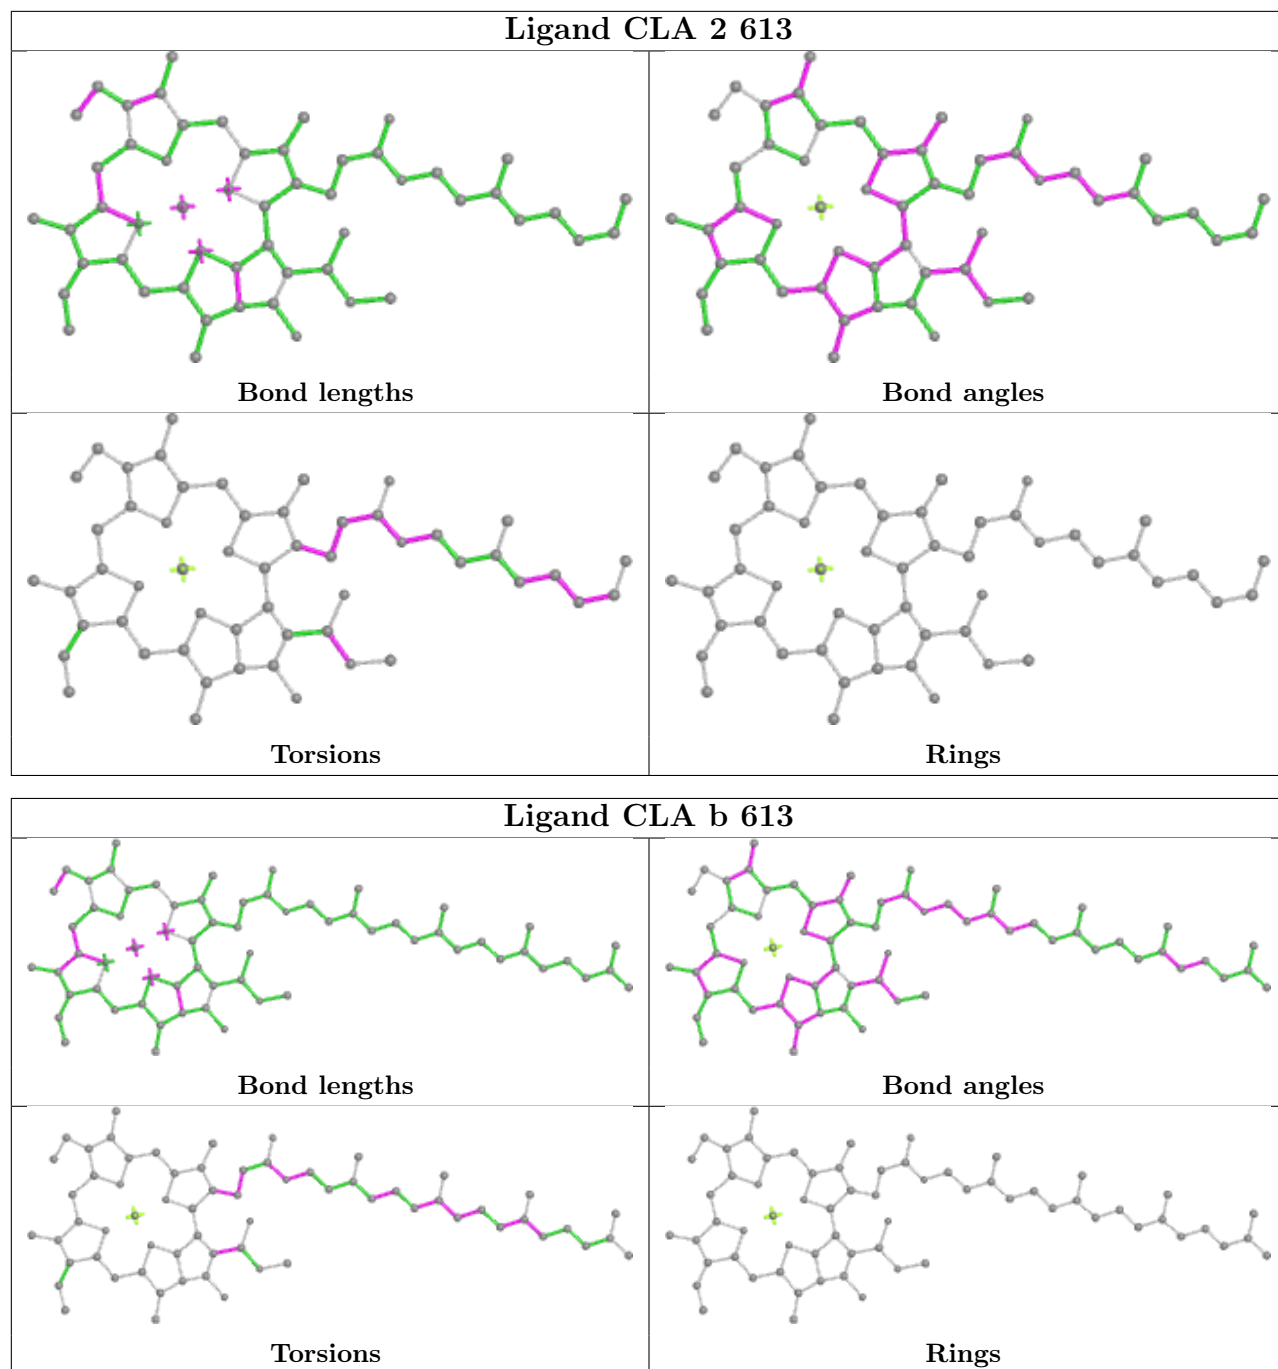 Ligand CLA 2 613
Bond lengths
Bond angles
Torsions
Rings
Ligand CLA b 613
Bond lengths
Bond angles
Torsions
Rings